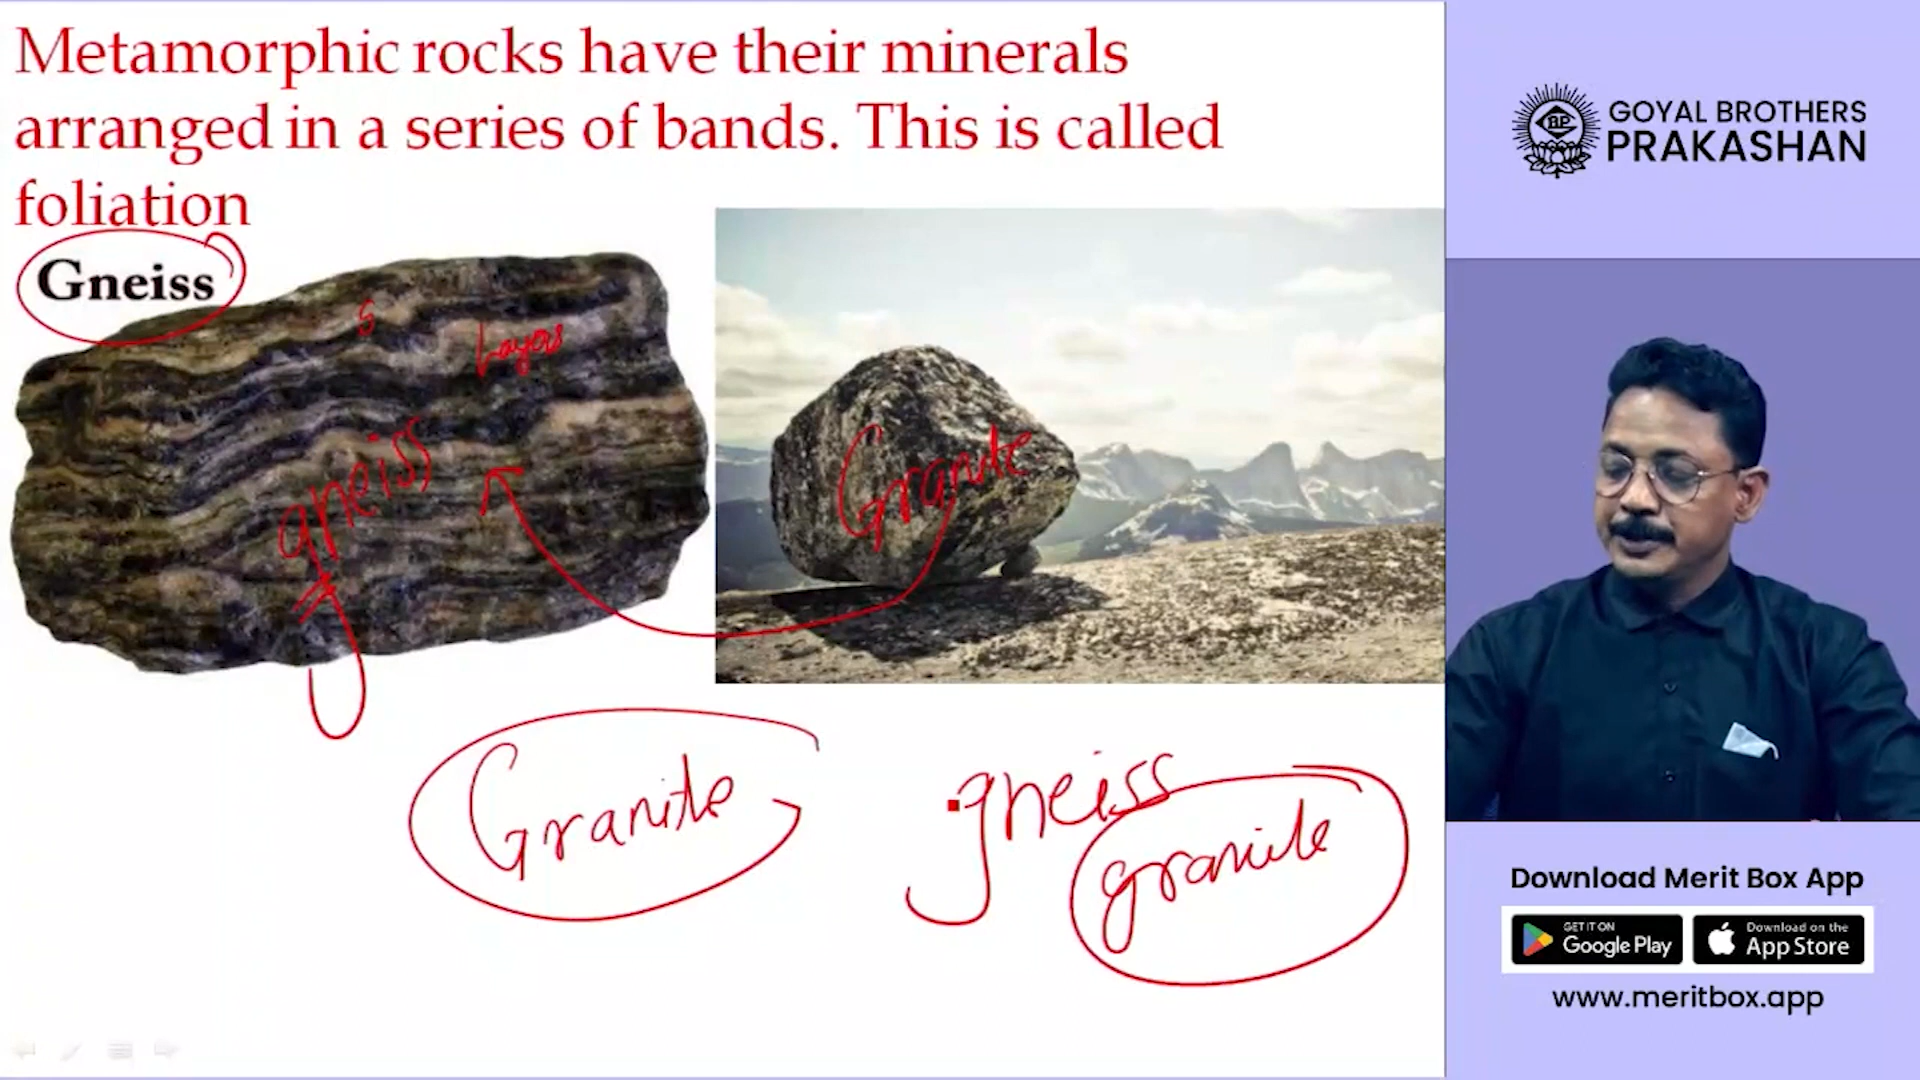 Metamorphic rocks have their minerals
arranged in a series of bands. This is called
foliation
Gneiss
s
Layers
gneiss
Granite
Granite
gneiss
granite
GBP
GOYAL BROTHERS
PRAKASHAN
Download Merit Box App
GET IT ON
Google Play
Download on the
App Store
www.meritbox.app